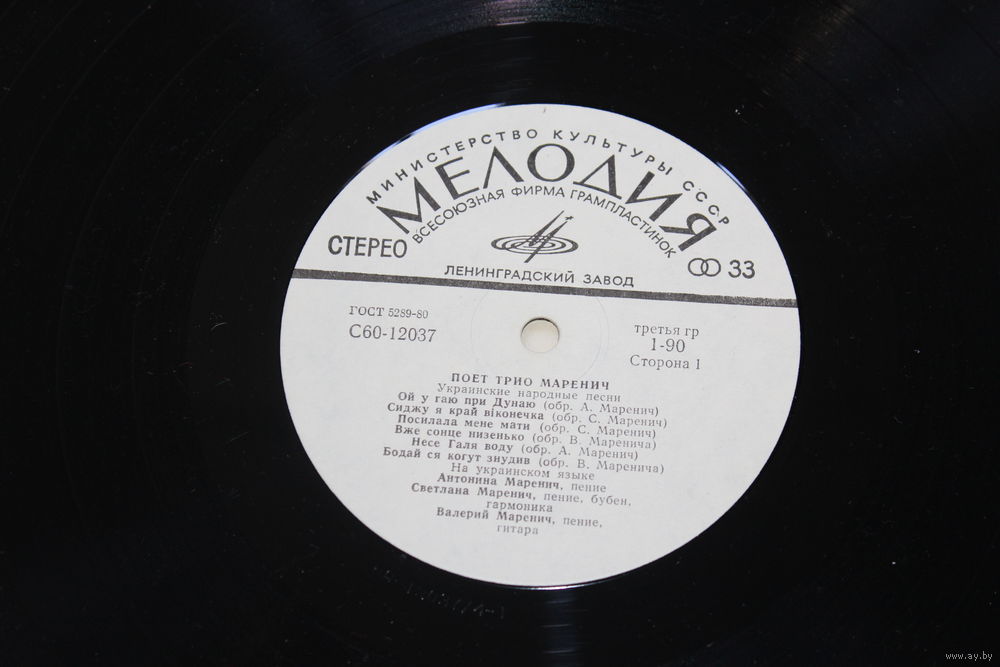 МИНИСТЕРСТВО КУЛЬТУРЫ СССР
МЕЛОДИЯ
ВСЕСОЮЗНАЯ ФИРМА ГРАМПЛАСТИНОК
СТЕРЕО
33
ЛЕНИНГРАДСКИЙ ЗАВОД
ГОСТ 5289-80
С60-12037
третья гр
1-90
Сторона 1
ПОЕТ ТРИО МАРЕНИЧ
Украинские народные песни
Ой у гаю при Дунаю (обр. А. Маренич)
Сиджу я край віконечка (обр. С. Маренич)
Посилала мене мати (обр. С. Маренич)
Вже сонце низенько (обр. В. Маренича)
Несе Галя воду (обр. А. Маренич)
Бодай ся когут знудив (обр. В. Маренича)
На украинском языке
Антонина Маренич, пение
Светлана Маренич, пение, бубен,
гармоника
Валерий Маренич, пение,
гитара
www.ay.by